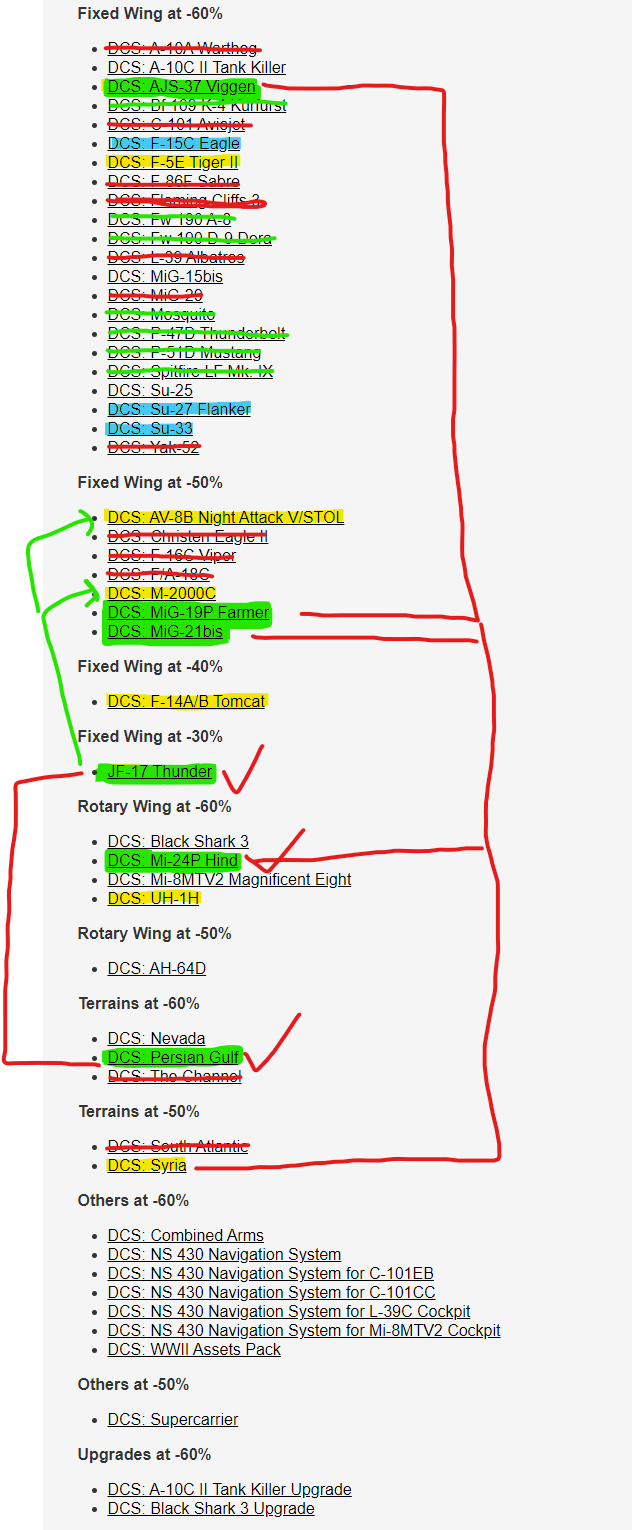 Fixed Wing at -60%
DCS: A-10A Warthog
DCS: A-10C II Tank Killer
DCS: AJS-37 Viggen
DCS: Bf 109 K-4 Kurfürst
DCS: C-101 Aviojet
DCS: F-15C Eagle
DCS: F-5E Tiger II
DCS: F-86F Sabre
DCS: Flaming Cliffs 3
DCS: Fw 190 A-8
DCS: Fw 190 D-9 Dora
DCS: L-39 Albatros
DCS: MiG-15bis
DCS: MiG-29
DCS: Mosquito
DCS: P-47D Thunderbolt
DCS: P-51D Mustang
DCS: Spitfire LF Mk. IX
DCS: Su-25
DCS: Su-27 Flanker
DCS: Su-33
DCS: Yak-52
Fixed Wing at -50%
DCS: AV-8B Night Attack V/STOL
DCS: Christen Eagle II
DCS: F-16C Viper
DCS: F/A-18C
DCS: M-2000C
DCS: MiG-19P Farmer
DCS: MiG-21bis
Fixed Wing at -40%
DCS: F-14A/B Tomcat
Fixed Wing at -30%
JF-17 Thunder
Rotary Wing at -60%
DCS: Black Shark 3
DCS: Mi-24P Hind
DCS: Mi-8MTV2 Magnificent Eight
DCS: UH-1H
Rotary Wing at -50%
DCS: AH-64D
Terrains at -60%
DCS: Nevada
DCS: Persian Gulf
DCS: The Channel
Terrains at -50%
DCS: South Atlantic
DCS: Syria
Others at -60%
DCS: Combined Arms
DCS: NS 430 Navigation System
DCS: NS 430 Navigation System for C-101EB
DCS: NS 430 Navigation System for C-101CC
DCS: NS 430 Navigation System for L-39C Cockpit
DCS: NS 430 Navigation System for Mi-8MTV2 Cockpit
DCS: WWII Assets Pack
Others at -50%
DCS: Supercarrier
Upgrades at -60%
DCS: A-10C II Tank Killer Upgrade
DCS: Black Shark 3 Upgrade